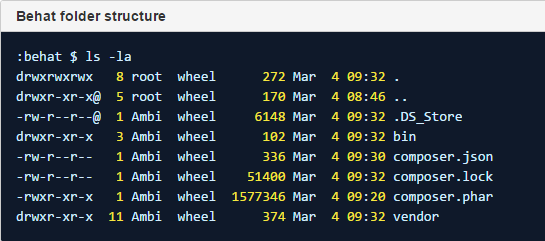 Behat folder structure
:behat $ ls -la
drwxrwxrwx   8 root  wheel      272 Mar  4 09:32 .
drwxr-xr-x@  5 root  wheel      170 Mar  4 08:46 ..
-rw-r--r--@  1 Ambi  wheel     6148 Mar  4 09:32 .DS_Store
drwxr-xr-x   3 Ambi  wheel      102 Mar  4 09:32 bin
-rw-r--r--   1 Ambi  wheel      336 Mar  4 09:30 composer.json
-rw-r--r--   1 Ambi  wheel    51400 Mar  4 09:32 composer.lock
-rwxr-xr-x   1 Ambi  wheel  1577346 Mar  4 09:20 composer.phar
drwxr-xr-x  11 Ambi  wheel      374 Mar  4 09:32 vendor